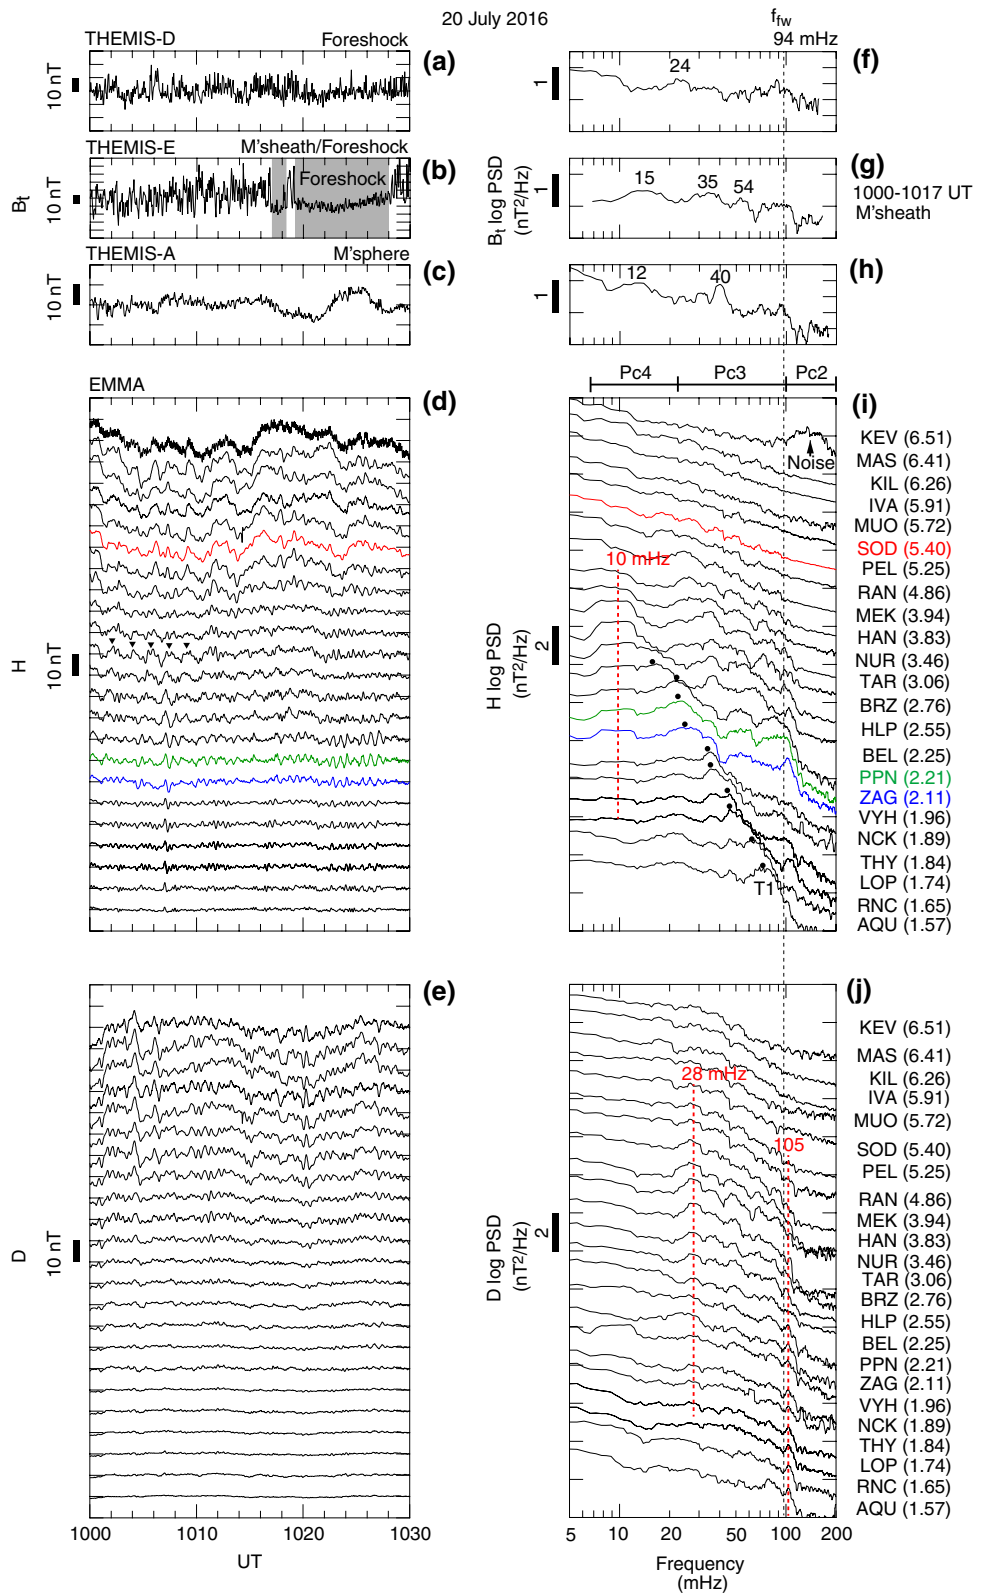 20 July 2016
f_fw
94 mHz
THEMIS-D
Foreshock
(a)
10 nT
THEMIS-E
M'sheath/Foreshock
Foreshock
(b)
10 nT
B_t
THEMIS-A
M'sphere
(c)
10 nT
EMMA
(d)
H
10 nT
(e)
D
10 nT
1000
1010
1020
1030
UT
24
(f)
1
15
35
54
(g)
1
1000-1017 UT
M'sheath
B_t log PSD
(nT²/Hz)
12
40
(h)
1
Pc4
Pc3
Pc2
(i)
Noise
10 mHz
T1
H log PSD
(nT²/Hz)
2
KEV (6.51)
MAS (6.41)
KIL (6.26)
IVA (5.91)
MUO (5.72)
SOD (5.40)
PEL (5.25)
RAN (4.86)
MEK (3.94)
HAN (3.83)
NUR (3.46)
TAR (3.06)
BRZ (2.76)
HLP (2.55)
BEL (2.25)
PPN (2.21)
ZAG (2.11)
VYH (1.96)
NCK (1.89)
THY (1.84)
LOP (1.74)
RNC (1.65)
AQU (1.57)
(j)
28 mHz
105
D log PSD
(nT²/Hz)
2
KEV (6.51)
MAS (6.41)
KIL (6.26)
IVA (5.91)
MUO (5.72)
SOD (5.40)
PEL (5.25)
RAN (4.86)
MEK (3.94)
HAN (3.83)
NUR (3.46)
TAR (3.06)
BRZ (2.76)
HLP (2.55)
BEL (2.25)
PPN (2.21)
ZAG (2.11)
VYH (1.96)
NCK (1.89)
THY (1.84)
LOP (1.74)
RNC (1.65)
AQU (1.57)
5
10
20
50
100
200
Frequency
(mHz)